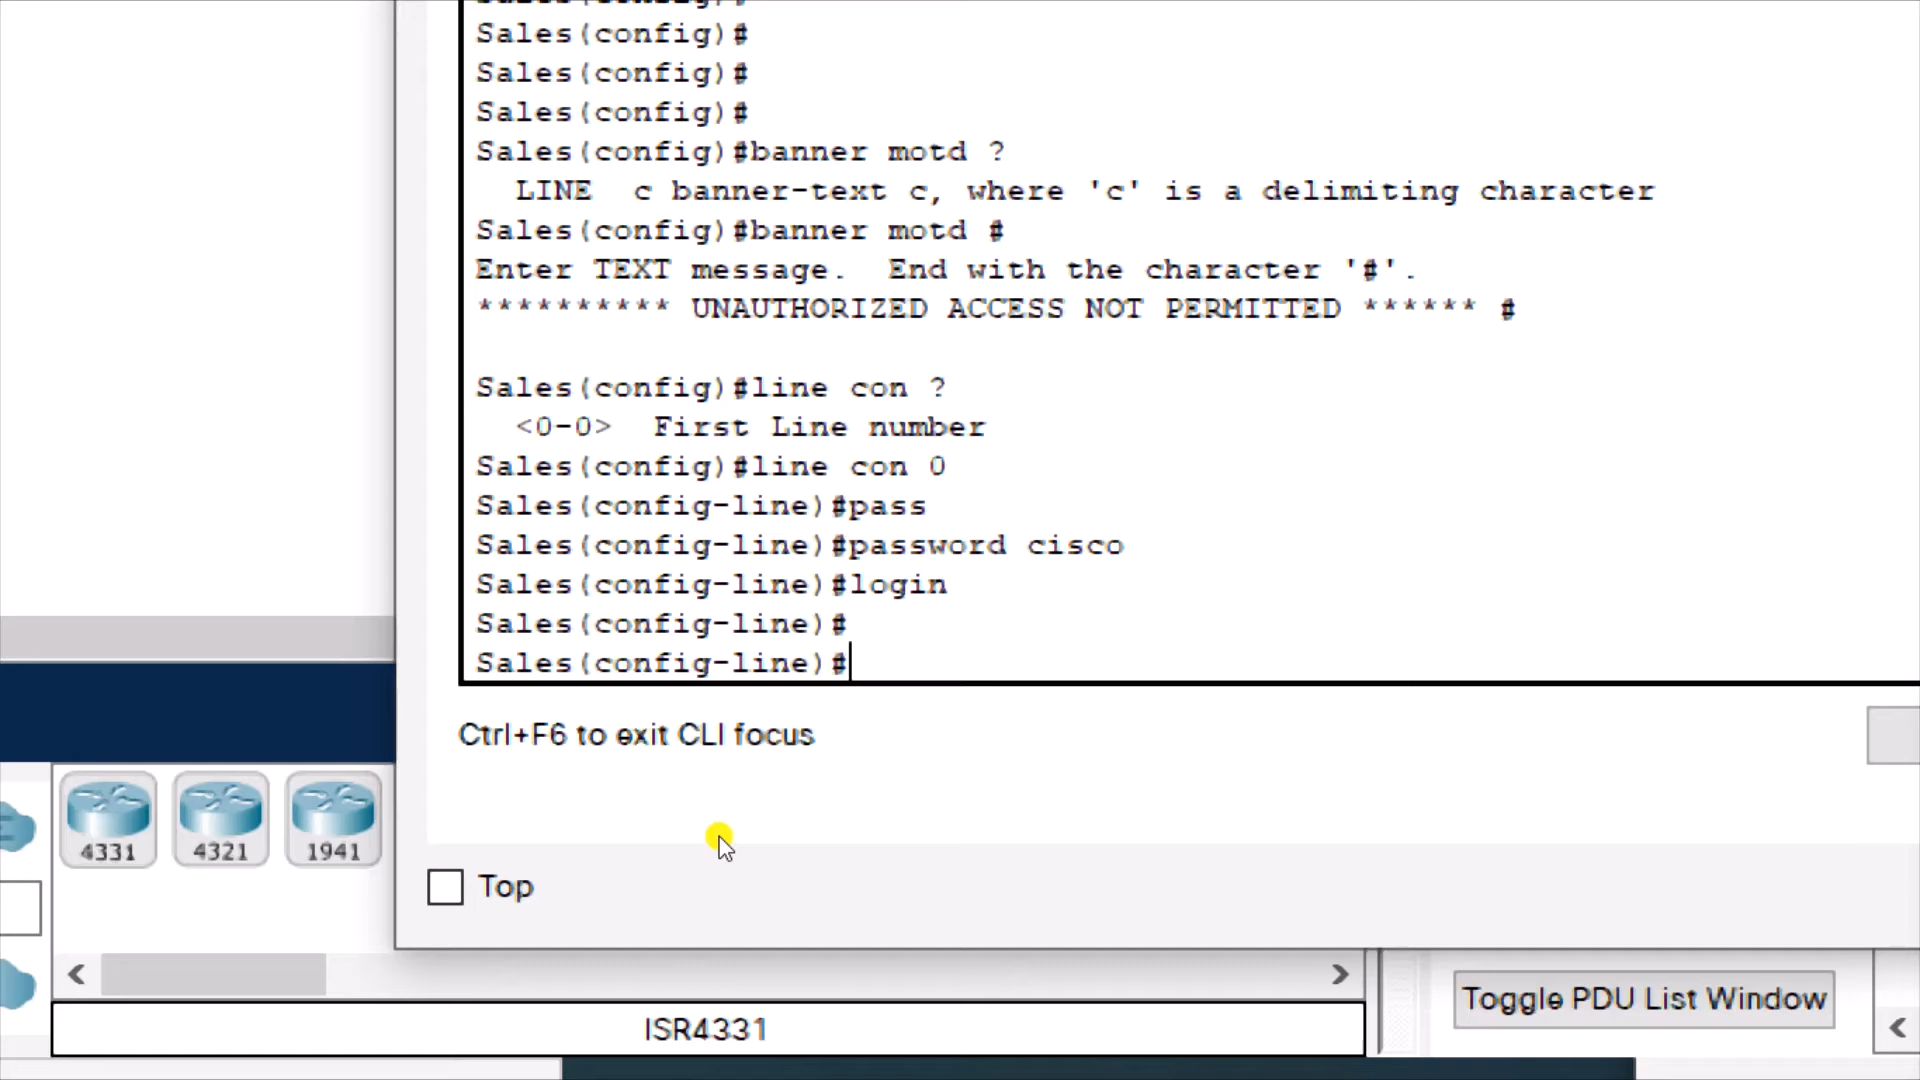 Sales(config)#
Sales(config)#
Sales(config)#
Sales(config)#
Sales(config)#banner motd ?
  LINE  c banner-text c, where 'c' is a delimiting character
Sales(config)#banner motd #
Enter TEXT message.  End with the character '#'.
********** UNAUTHORIZED ACCESS NOT PERMITTED ****** #
Sales(config)#line con ?
  <0-0>  First Line number
Sales(config)#line con 0
Sales(config-line)#pass
Sales(config-line)#password cisco
Sales(config-line)#login
Sales(config-line)#
Sales(config-line)#
Ctrl+F6 to exit CLI focus
4331 4321 1941
Top
Toggle PDU List Window
ISR4331